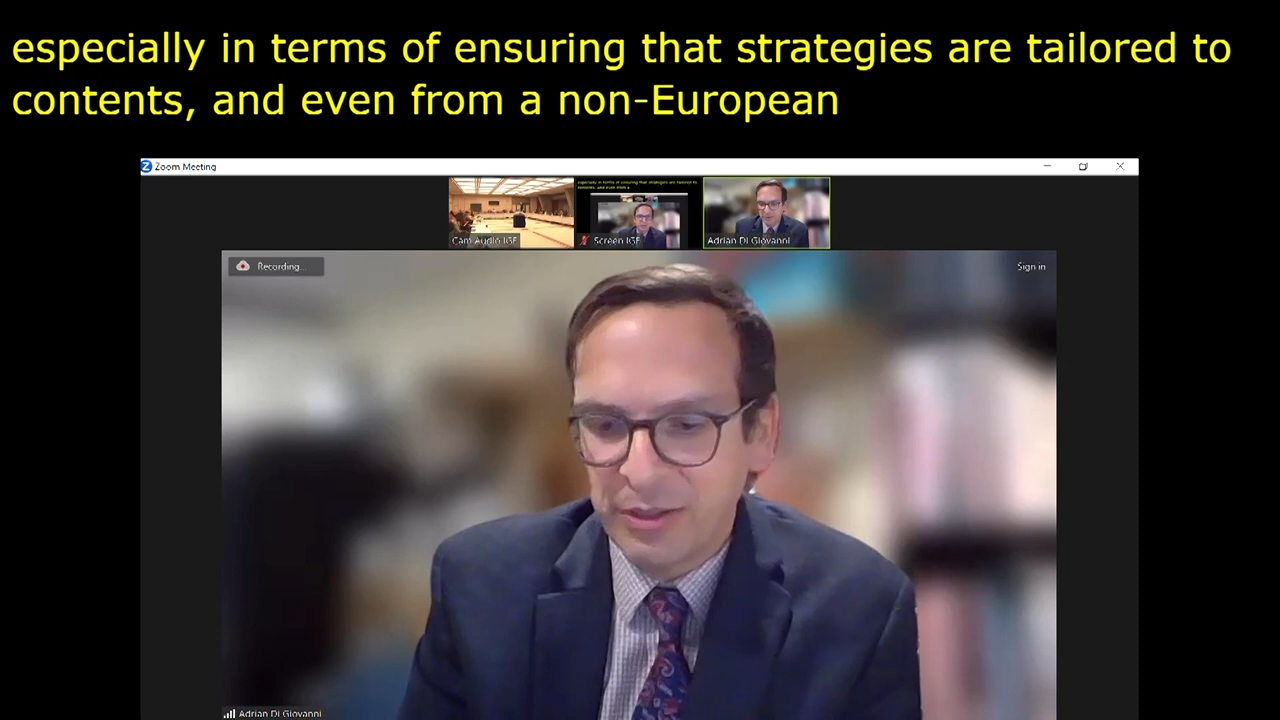 especially in terms of ensuring that strategies are tailored to
contents, and even from a non-European
Zoom Meeting
Cam Audio IGF
Screen IGF
Adrian Di Giovanni
Recording...
Sign in
Adrian Di Giovanni